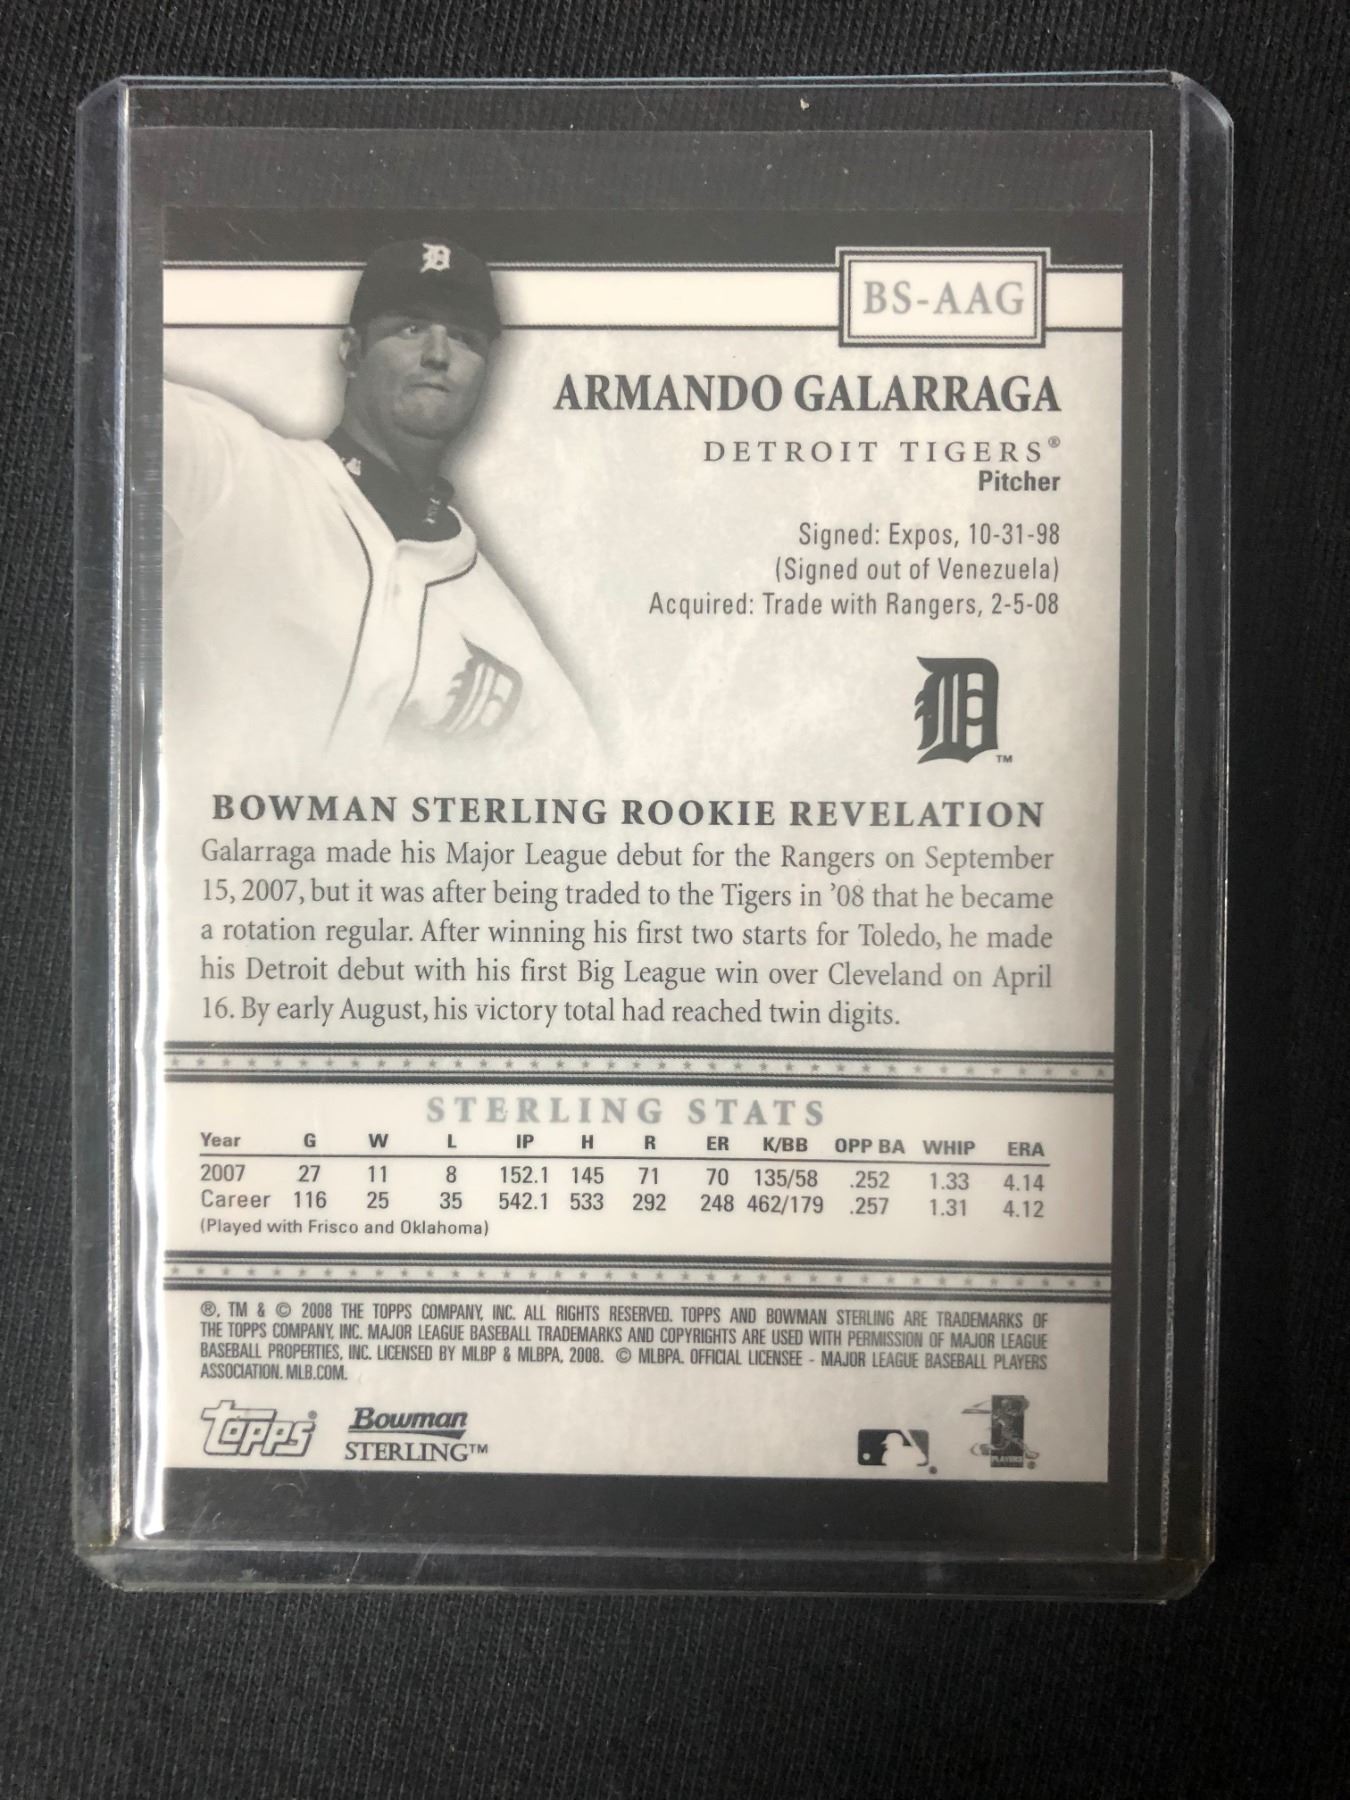 BS-AAG
ARMANDO GALARRAGA
DETROIT TIGERS®
Pitcher
Signed: Expos, 10-31-98
(Signed out of Venezuela)
Acquired: Trade with Rangers, 2-5-08
D
D
D ™
BOWMAN STERLING ROOKIE REVELATION
Galarraga made his Major League debut for the Rangers on September
15, 2007, but it was after being traded to the Tigers in ’08 that he became
a rotation regular. After winning his first two starts for Toledo, he made
his Detroit debut with his first Big League win over Cleveland on April
16. By early August, his victory total had reached twin digits.
STERLING STATS
Year G W L IP H R ER K/BB OPP BA WHIP ERA
2007 27 11 8 152.1 145 71 70 135/58 .252 1.33 4.14
Career 116 25 35 542.1 533 292 248 462/179 .257 1.31 4.12
(Played with Frisco and Oklahoma)
®, TM & © 2008 THE TOPPS COMPANY, INC. ALL RIGHTS RESERVED. TOPPS AND BOWMAN STERLING ARE TRADEMARKS OF
THE TOPPS COMPANY, INC. MAJOR LEAGUE BASEBALL TRADEMARKS AND COPYRIGHTS ARE USED WITH PERMISSION OF MAJOR LEAGUE
BASEBALL PROPERTIES, INC. LICENSED BY MLBP & MLBPA, 2008. © MLBPA. OFFICIAL LICENSEE - MAJOR LEAGUE BASEBALL PLAYERS
ASSOCIATION. MLB.COM.
Topps® Bowman
STERLING™
PLAYERS ®